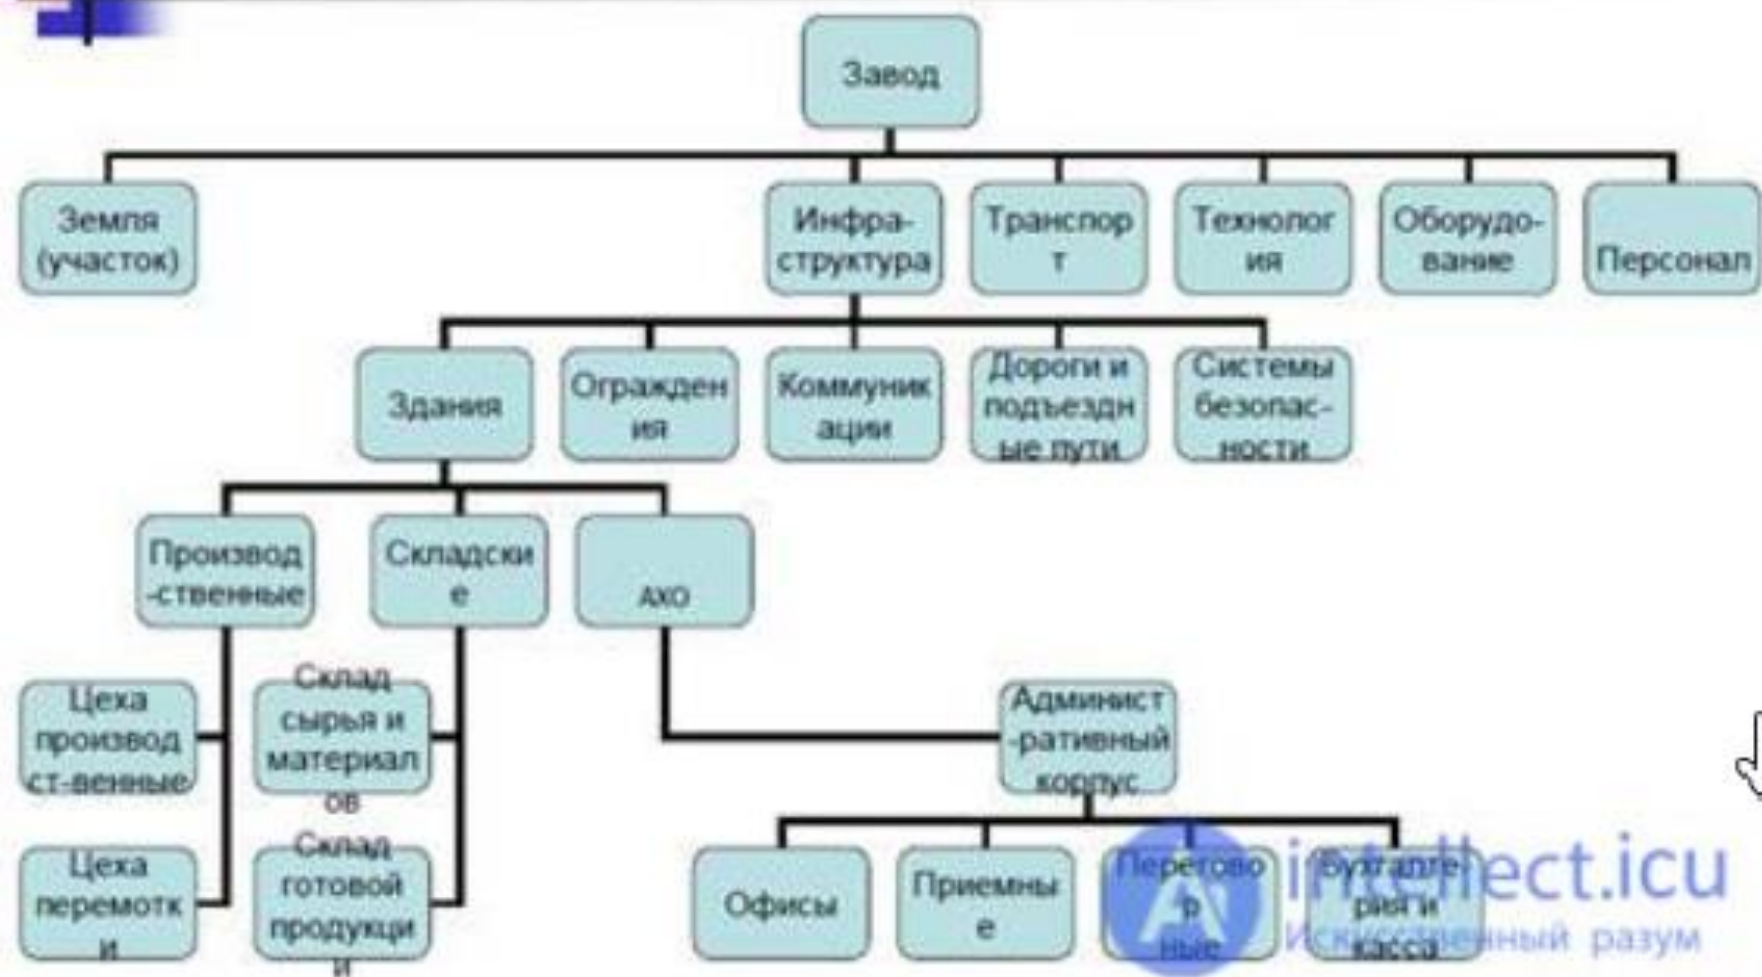 Завод
Земля
(участок)
Инфра-
структура
Транспор
т
Технолог
ия
Оборудо-
вание
Персонал
Здания
Огражден
ия
Коммуник
ации
Дороги и
подъездн
ые пути
Системы
безопас-
ности
Производ
-ственные
Складски
е
АХО
Цеха
производ
ст-венные
Склад
сырья и
материал
ов
Админист
-ративный
корпус
Цеха
перемотк
и
Склад
готовой
продукци
и
Офисы
Приемны
е
Перегово
р
ные
Бухгалте-
рия и
касса
intellect.icu
Искусственный разум